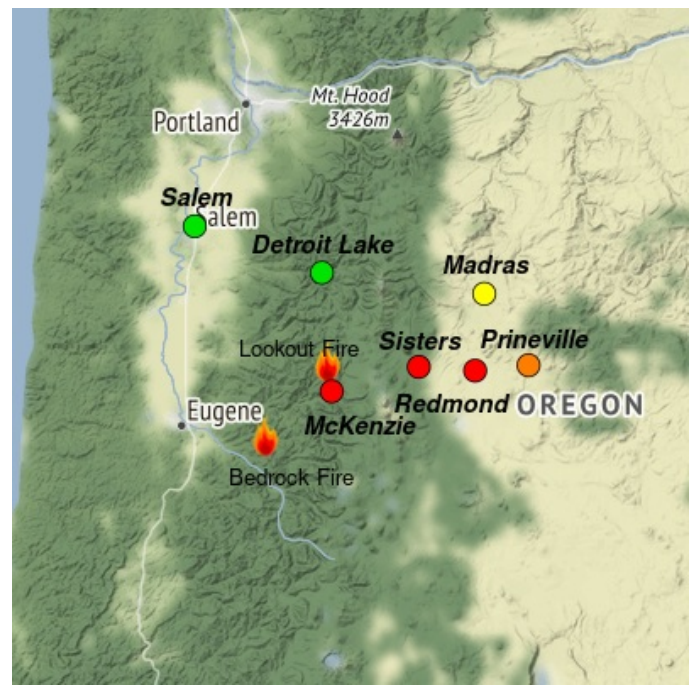 Mt. Hood
3426m
Portland
Salem
Salem
Detroit Lake
Madras
Lookout Fire
Sisters
Prineville
Eugene
McKenzie
Redmond
OREGON
Bedrock Fire